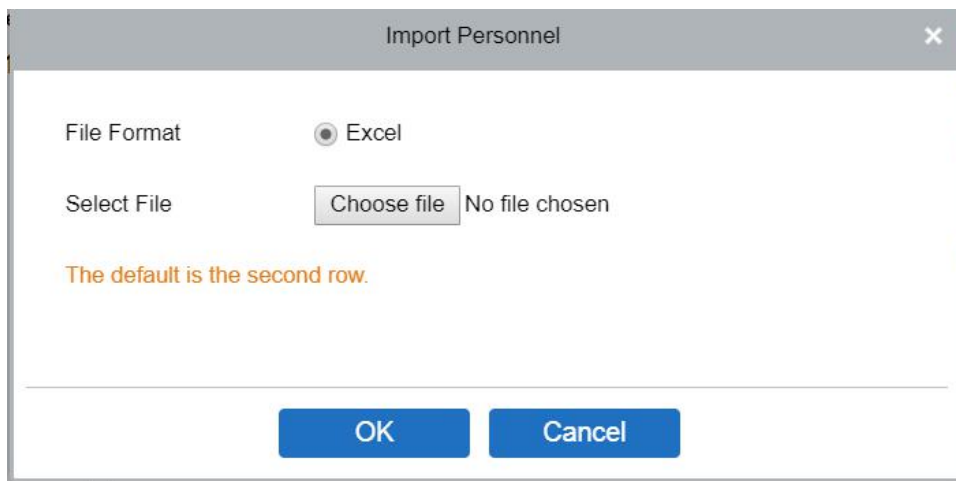 Import Personnel
File Format Excel
Select File Choose file No file chosen
The default is the second row.
OK Cancel